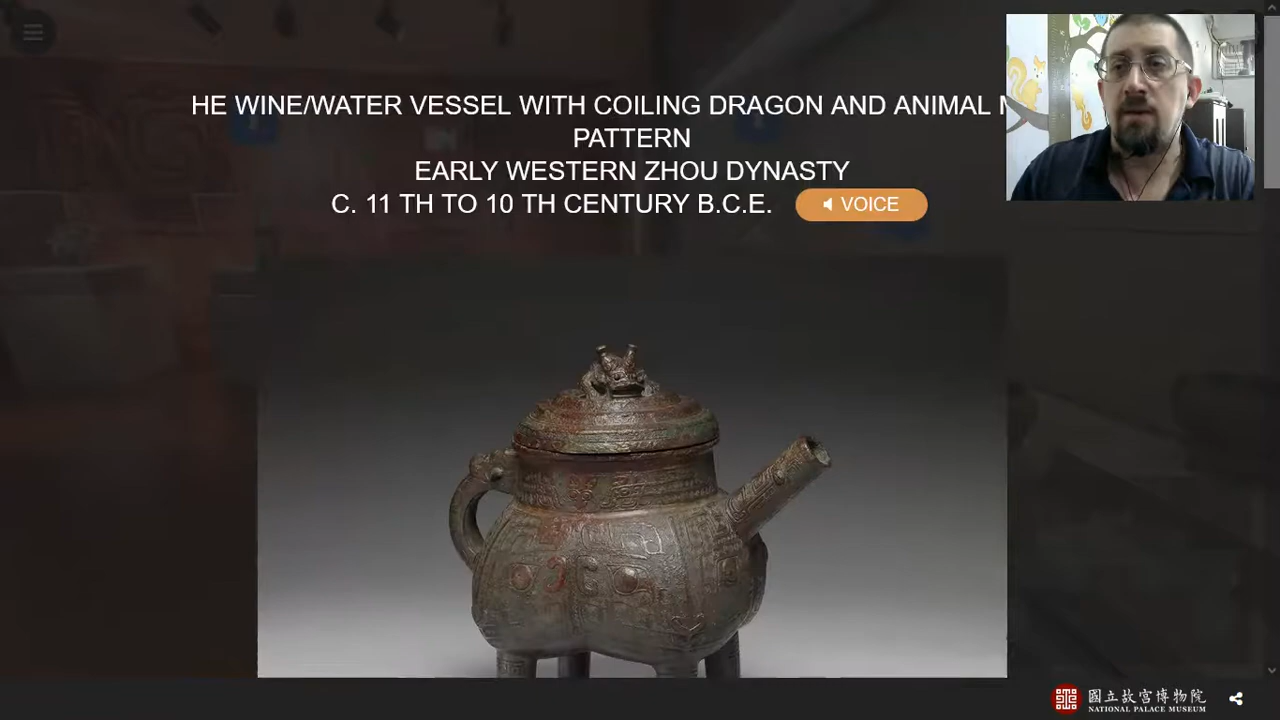 HE WINE/WATER VESSEL WITH COILING DRAGON AND ANIMAL
PATTERN
EARLY WESTERN ZHOU DYNASTY
C. 11 TH TO 10 TH CENTURY B.C.E.
VOICE
國立故宮博物院
NATIONAL PALACE MUSEUM